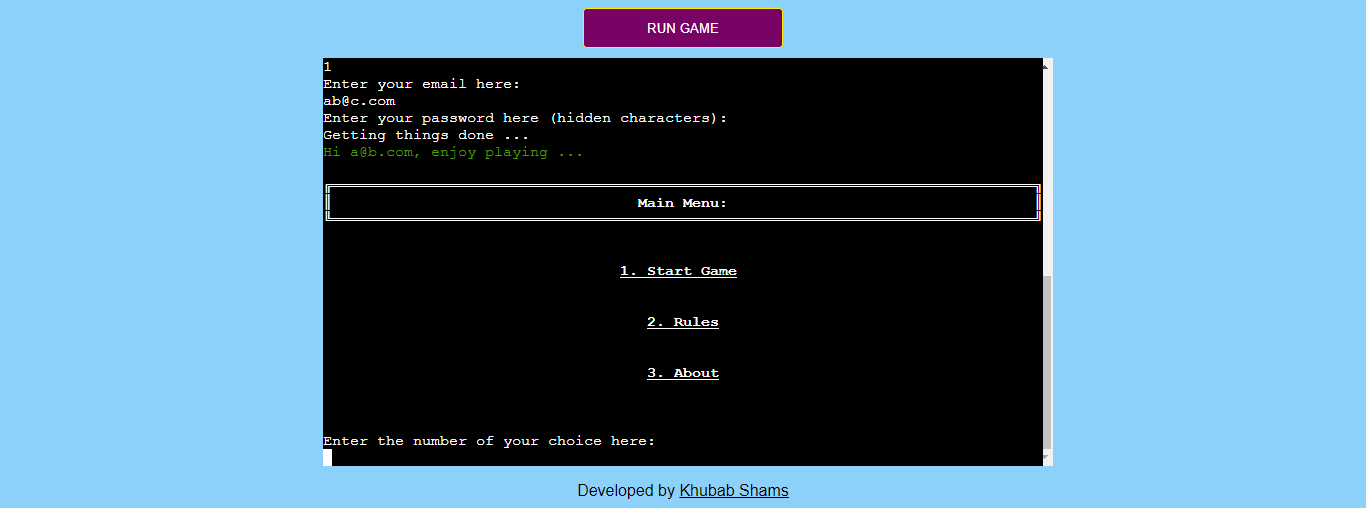 RUN GAME
1
Enter your email here:
ab@c.com
Enter your password here (hidden characters):
Getting things done ...
Hi a@b.com, enjoy playing ...
Main Menu:
1. Start Game
2. Rules
3. About
Enter the number of your choice here:
Developed by Khubab Shams